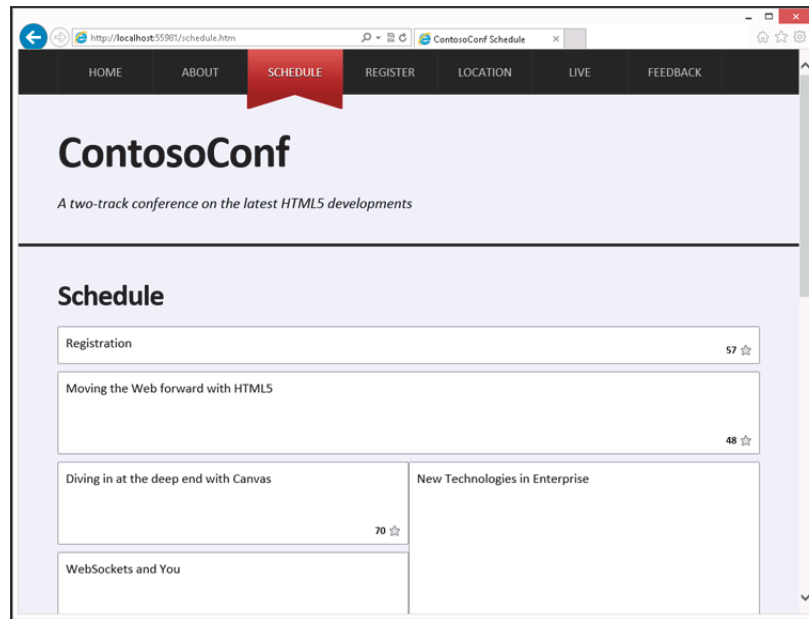 http://localhost:55981/schedule.htm
ContosoConf Schedule
HOME ABOUT SCHEDULE REGISTER LOCATION LIVE FEEDBACK
ContosoConf
A two-track conference on the latest HTML5 developments
Schedule
Registration
57
Moving the Web forward with HTML5
48
Diving in at the deep end with Canvas
70
New Technologies in Enterprise
WebSockets and You